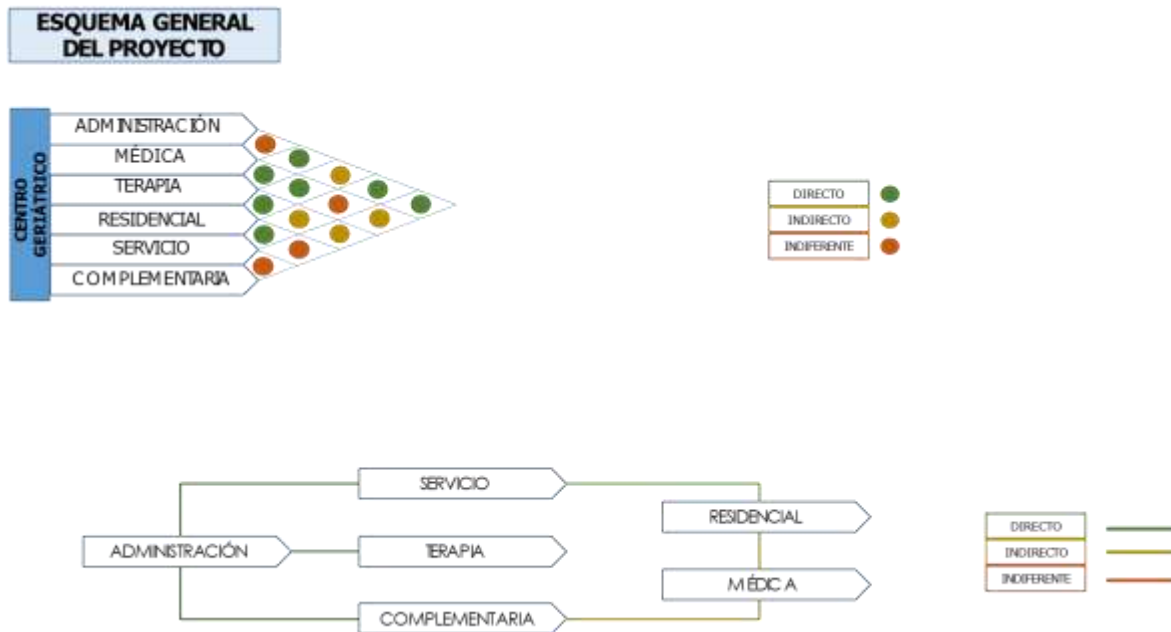 ESQUEMA GENERAL
DEL PROYECTO
CENTRO
GERIÁTRICO
ADMINISTRACIÓN
MÉDICA
TERAPIA
RESIDENCIAL
SERVICIO
COMPLEMENTARIA
DIRECTO
INDIRECTO
INDIFERENTE
SERVICIO
RESIDENCIAL
ADMINISTRACIÓN
TERAPIA
MÉDICA
COMPLEMENTARIA
DIRECTO
INDIRECTO
INDIFERENTE